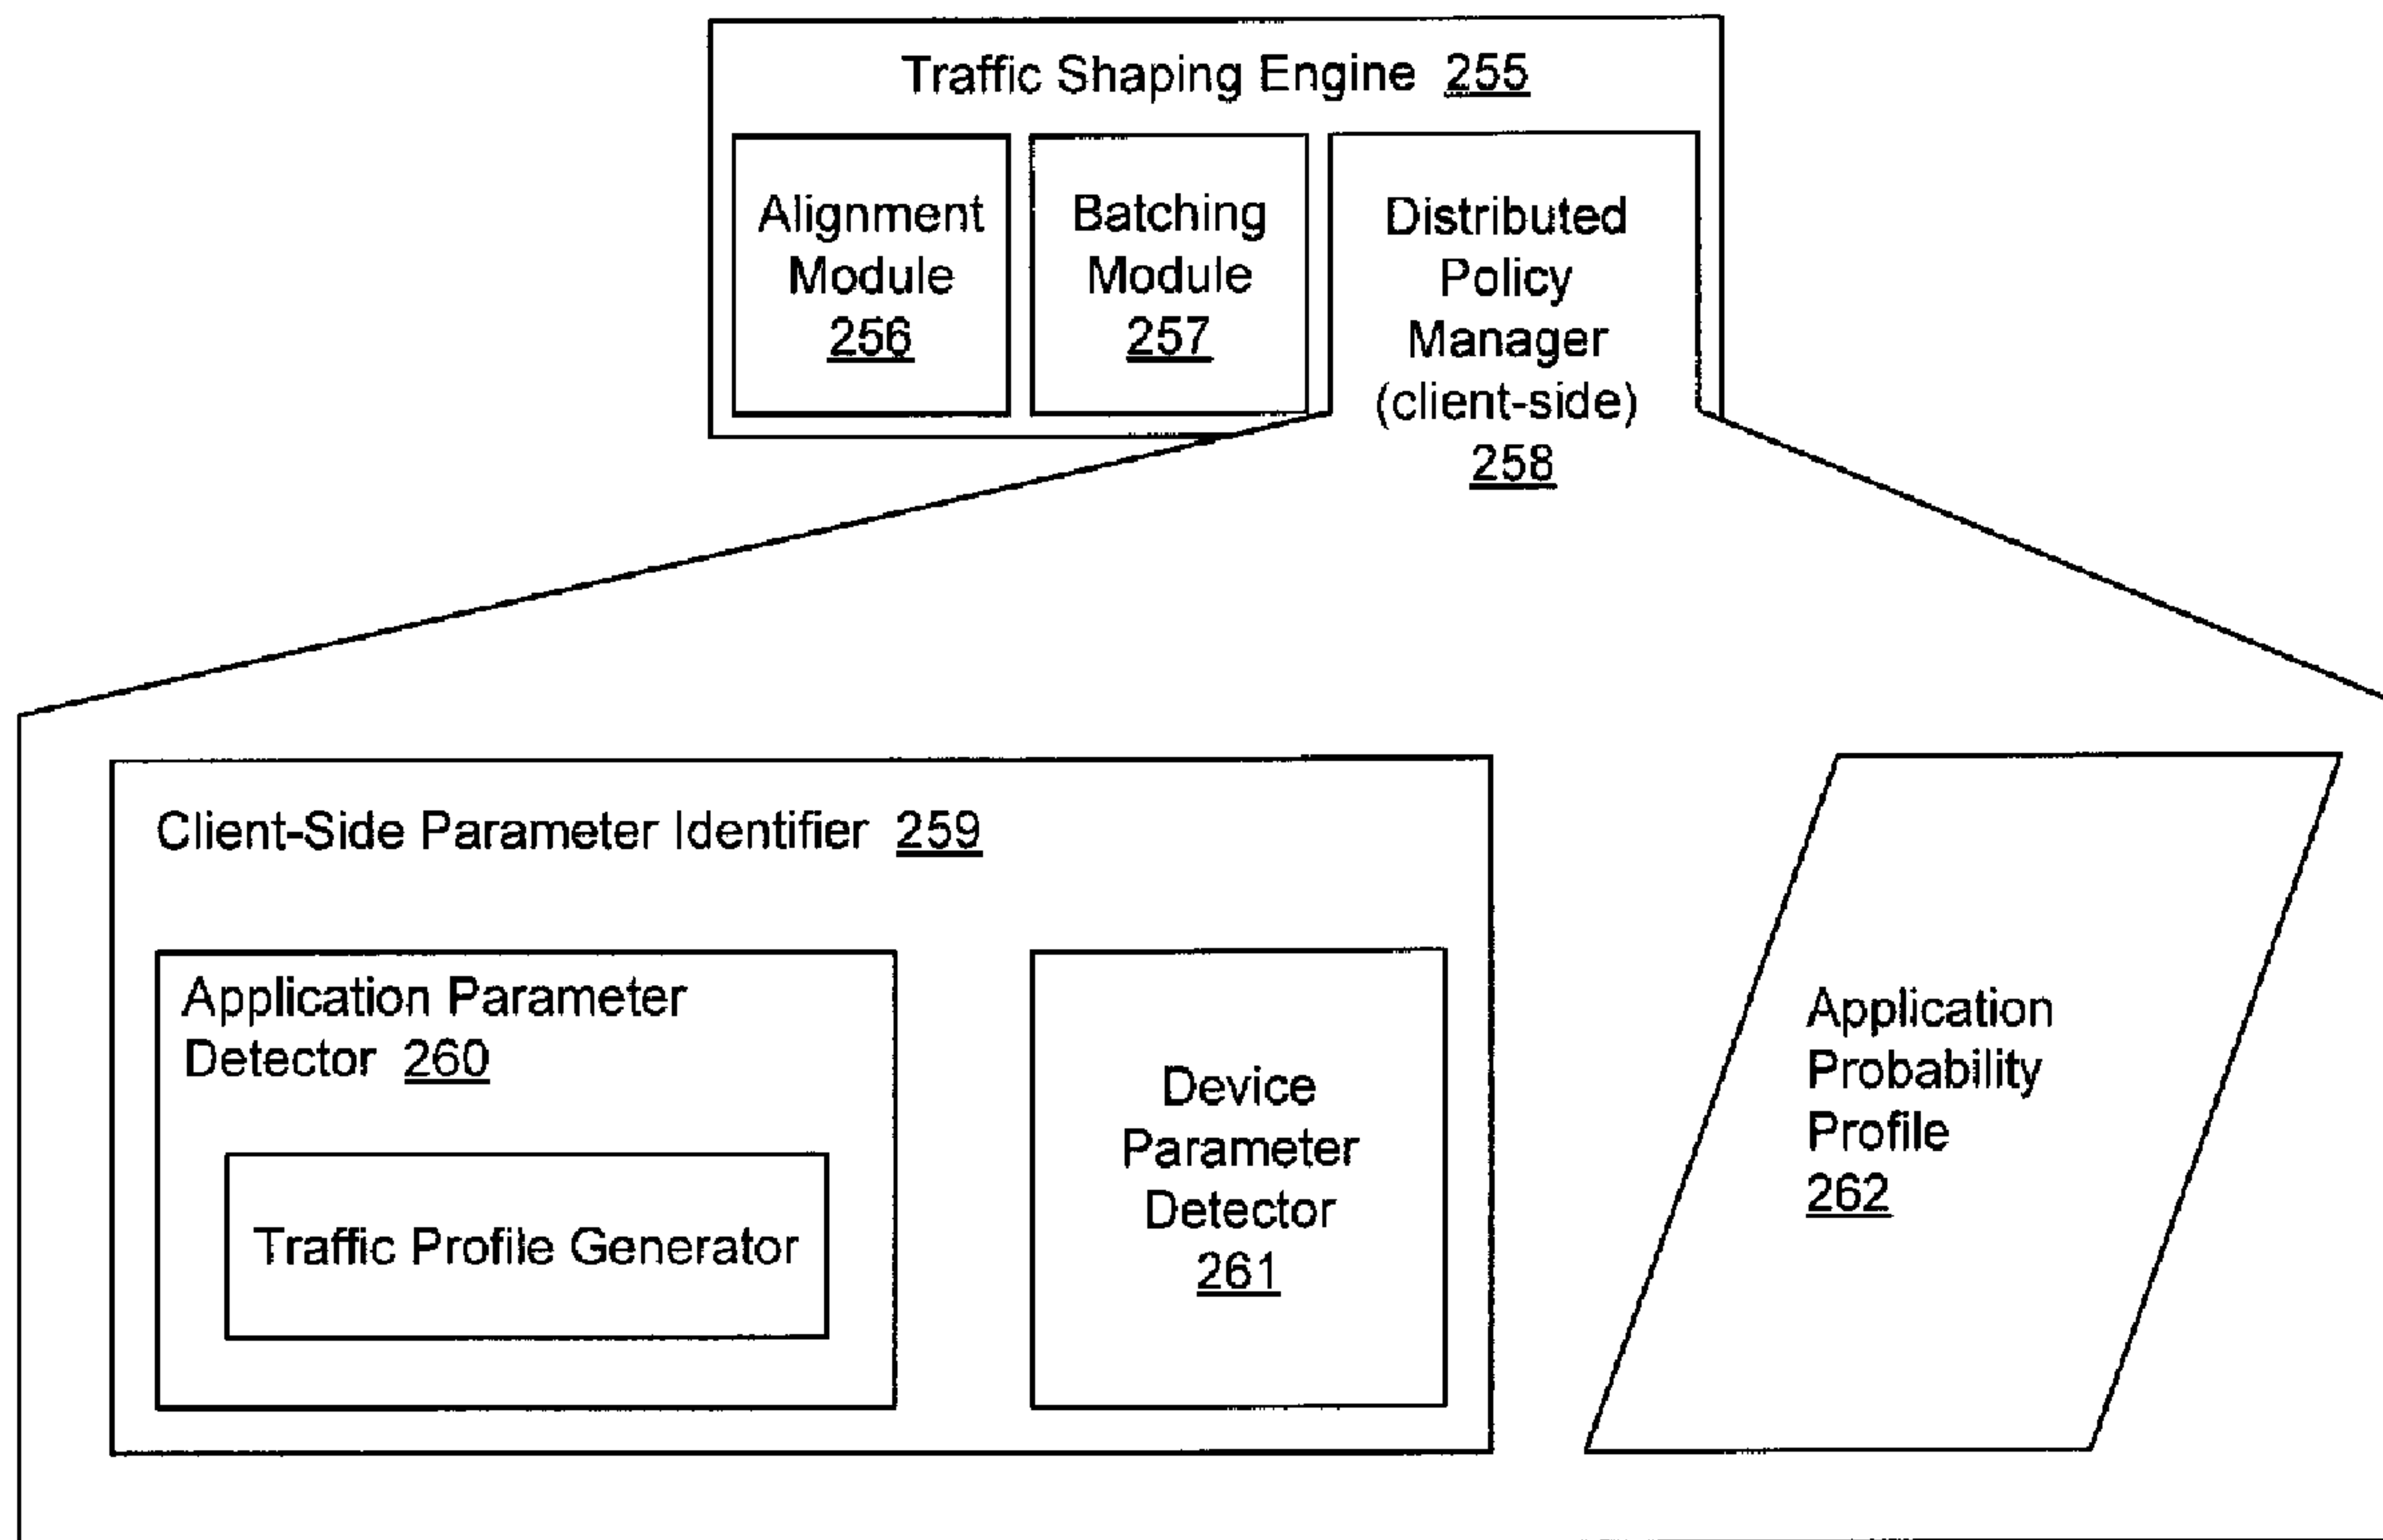 Traffic Shaping Engine 255
Alignment
Module
256
Batching
Module
257
Distributed
Policy
Manager
(client-side)
258
Client-Side Parameter Identifier 259
Application Parameter
Detector 260
Traffic Profile Generator
Device
Parameter
Detector
261
Application
Probability
Profile
262